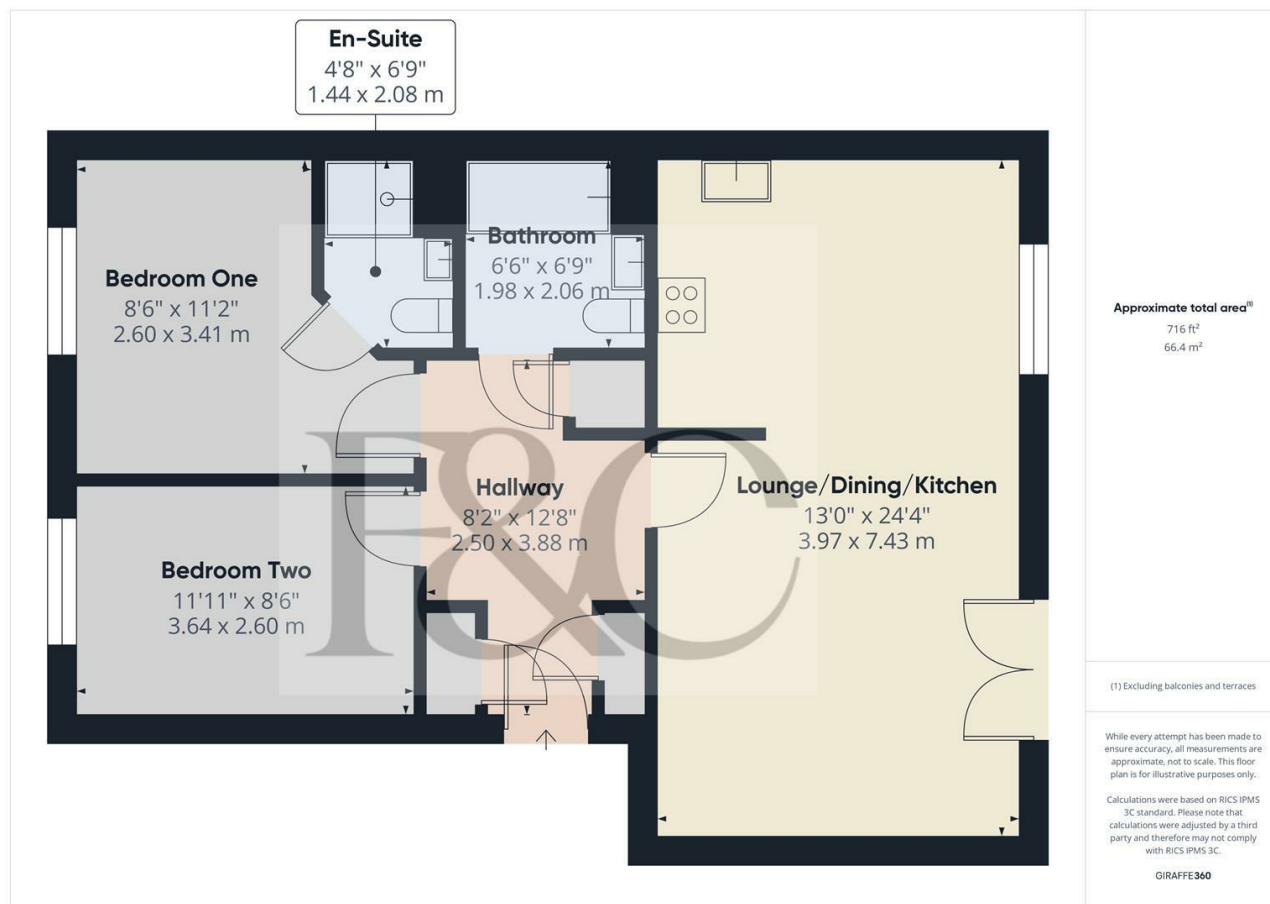 En-Suite
4'8" x 6'9"
1.44 x 2.08 m
Bedroom One
8'6" x 11'2"
2.60 x 3.41 m
Bathroom
6'6" x 6'9"
1.98 x 2.06 m
Hallway
8'2" x 12'8"
2.50 x 3.88 m
Lounge/Dining/Kitchen
13'0" x 24'4"
3.97 x 7.43 m
Bedroom Two
11'11" x 8'6"
3.64 x 2.60 m
F&C
Approximate total area(1)
716 ft²
66.4 m²
(1) Excluding balconies and terraces
While every attempt has been made to
ensure accuracy, all measurements are
approximate, not to scale. This floor
plan is for illustrative purposes only.
Calculations were based on RICS IPMS
3C standard. Please note that
calculations were adjusted by a third
party and therefore may not comply
with RICS IPMS 3C.
GIRAFFE360